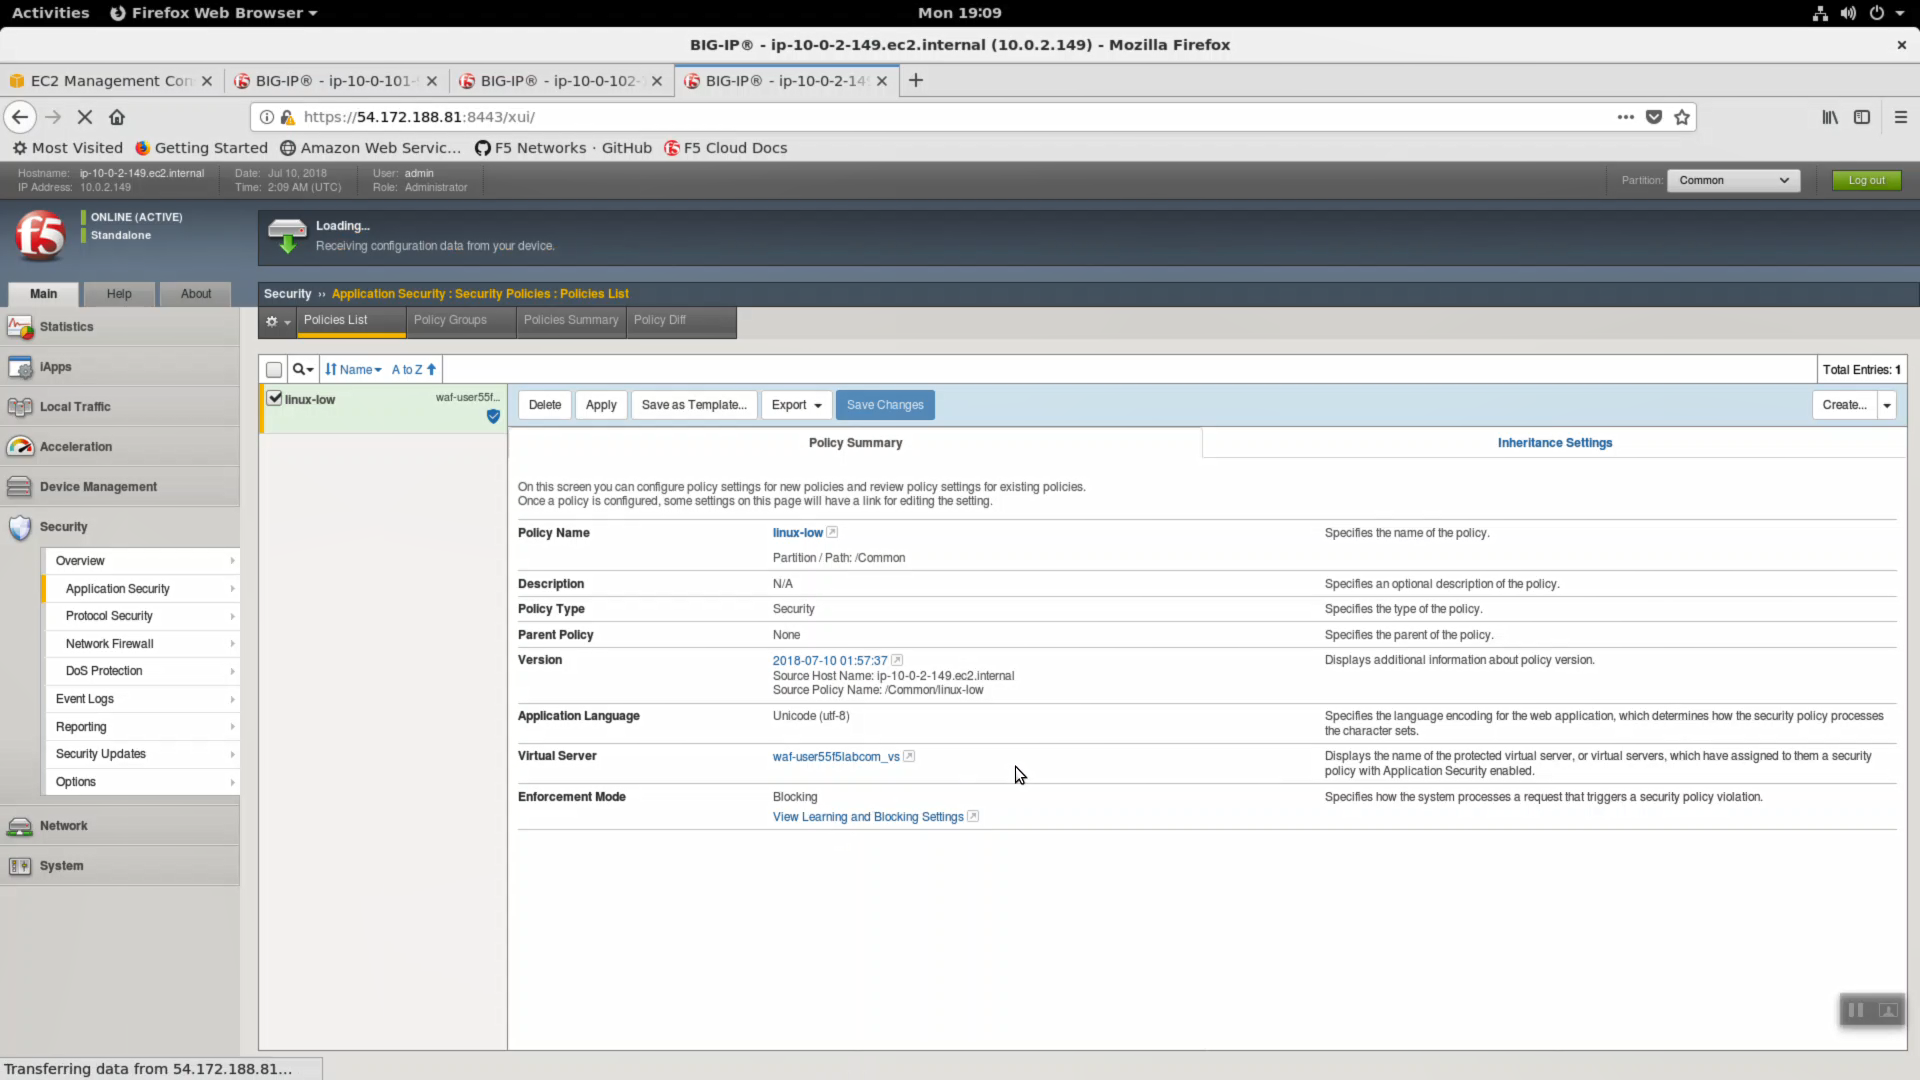 Activities Firefox Web Browser Mon 19:09
BIG-IP® - ip-10-0-2-149.ec2.internal (10.0.2.149) - Mozilla Firefox
EC2 Management Con BIG-IP® - ip-10-0-101- BIG-IP® - ip-10-0-102- BIG-IP® - ip-10-0-2-14
https://54.172.188.81:8443/xui/
Most Visited Getting Started Amazon Web Servic... F5 Networks · GitHub F5 Cloud Docs
Hostname: ip-10-0-2-149.ec2.internal Date: Jul 10, 2018 User: admin
IP Address: 10.0.2.149 Time: 2:09 AM (UTC) Role: Administrator
Partition: Common Log out
f5
ONLINE (ACTIVE)
Standalone
Loading...
Receiving configuration data from your device.
Main Help About
Security ›› Application Security : Security Policies : Policies List
Policies List Policy Groups Policies Summary Policy Diff
Statistics
iApps
Local Traffic
Acceleration
Device Management
Security
Overview
Application Security
Protocol Security
Network Firewall
DoS Protection
Event Logs
Reporting
Security Updates
Options
Network
System
Name A to Z Total Entries: 1
linux-low waf-user55f...
Delete Apply Save as Template... Export Save Changes Create...
Policy Summary Inheritance Settings
On this screen you can configure policy settings for new policies and review policy settings for existing policies.
Once a policy is configured, some settings on this page will have a link for editing the setting.
Policy Name linux-low Specifies the name of the policy.
Partition / Path: /Common
Description N/A Specifies an optional description of the policy.
Policy Type Security Specifies the type of the policy.
Parent Policy None Specifies the parent of the policy.
Version 2018-07-10 01:57:37 Displays additional information about policy version.
Source Host Name: ip-10-0-2-149.ec2.internal
Source Policy Name: /Common/linux-low
Application Language Unicode (utf-8) Specifies the language encoding for the web application, which determines how the security policy processes
the character sets.
Virtual Server waf-user55f5labcom_vs Displays the name of the protected virtual server, or virtual servers, which have assigned to them a security
policy with Application Security enabled.
Enforcement Mode Blocking Specifies how the system processes a request that triggers a security policy violation.
View Learning and Blocking Settings
Transferring data from 54.172.188.81...